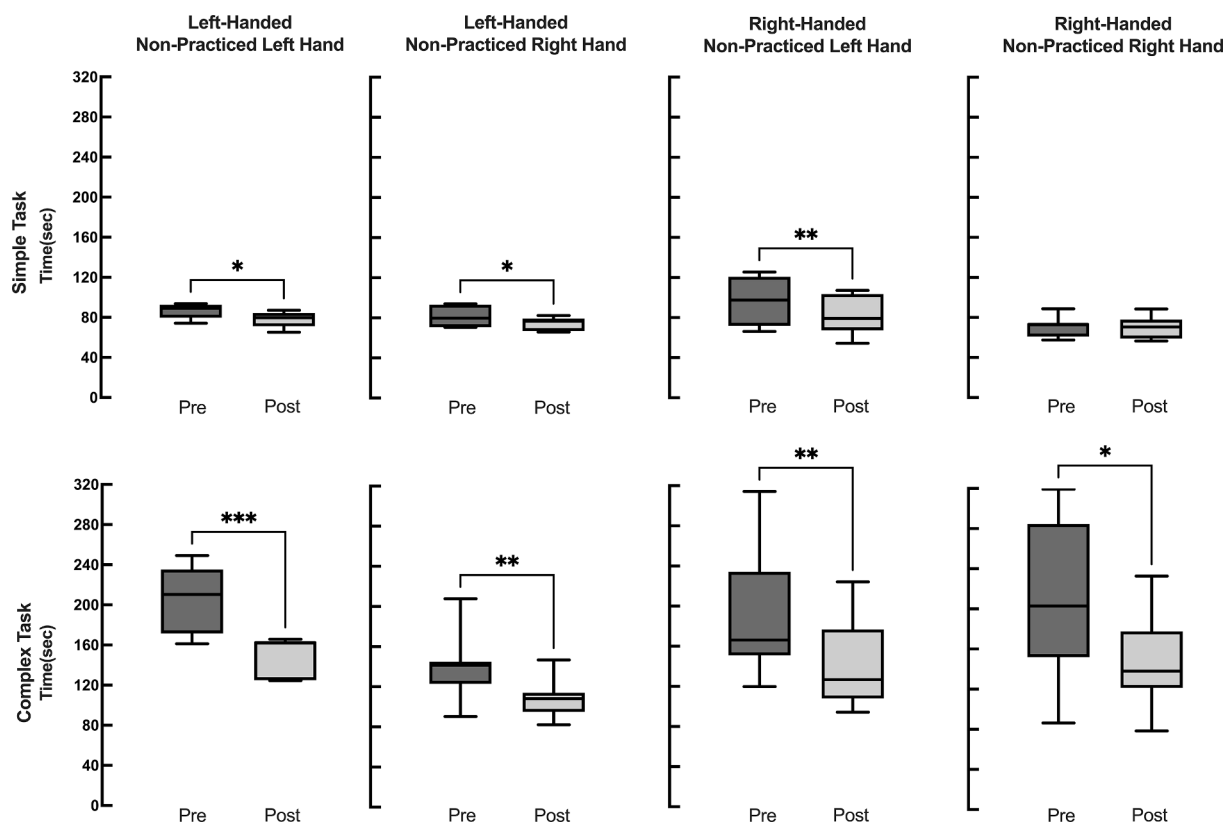 Left-Handed
Non-Practiced Left Hand
Left-Handed
Non-Practiced Right Hand
Right-Handed
Non-Practiced Left Hand
Right-Handed
Non-Practiced Right Hand
Simple Task
Time(sec)
320
280
240
200
160
120
80
40
0
*
*
**
Pre
Post
Pre
Post
Pre
Post
Pre
Post
Complex Task
Time(sec)
320
280
240
200
160
120
80
40
0
***
**
**
*
Pre
Post
Pre
Post
Pre
Post
Pre
Post